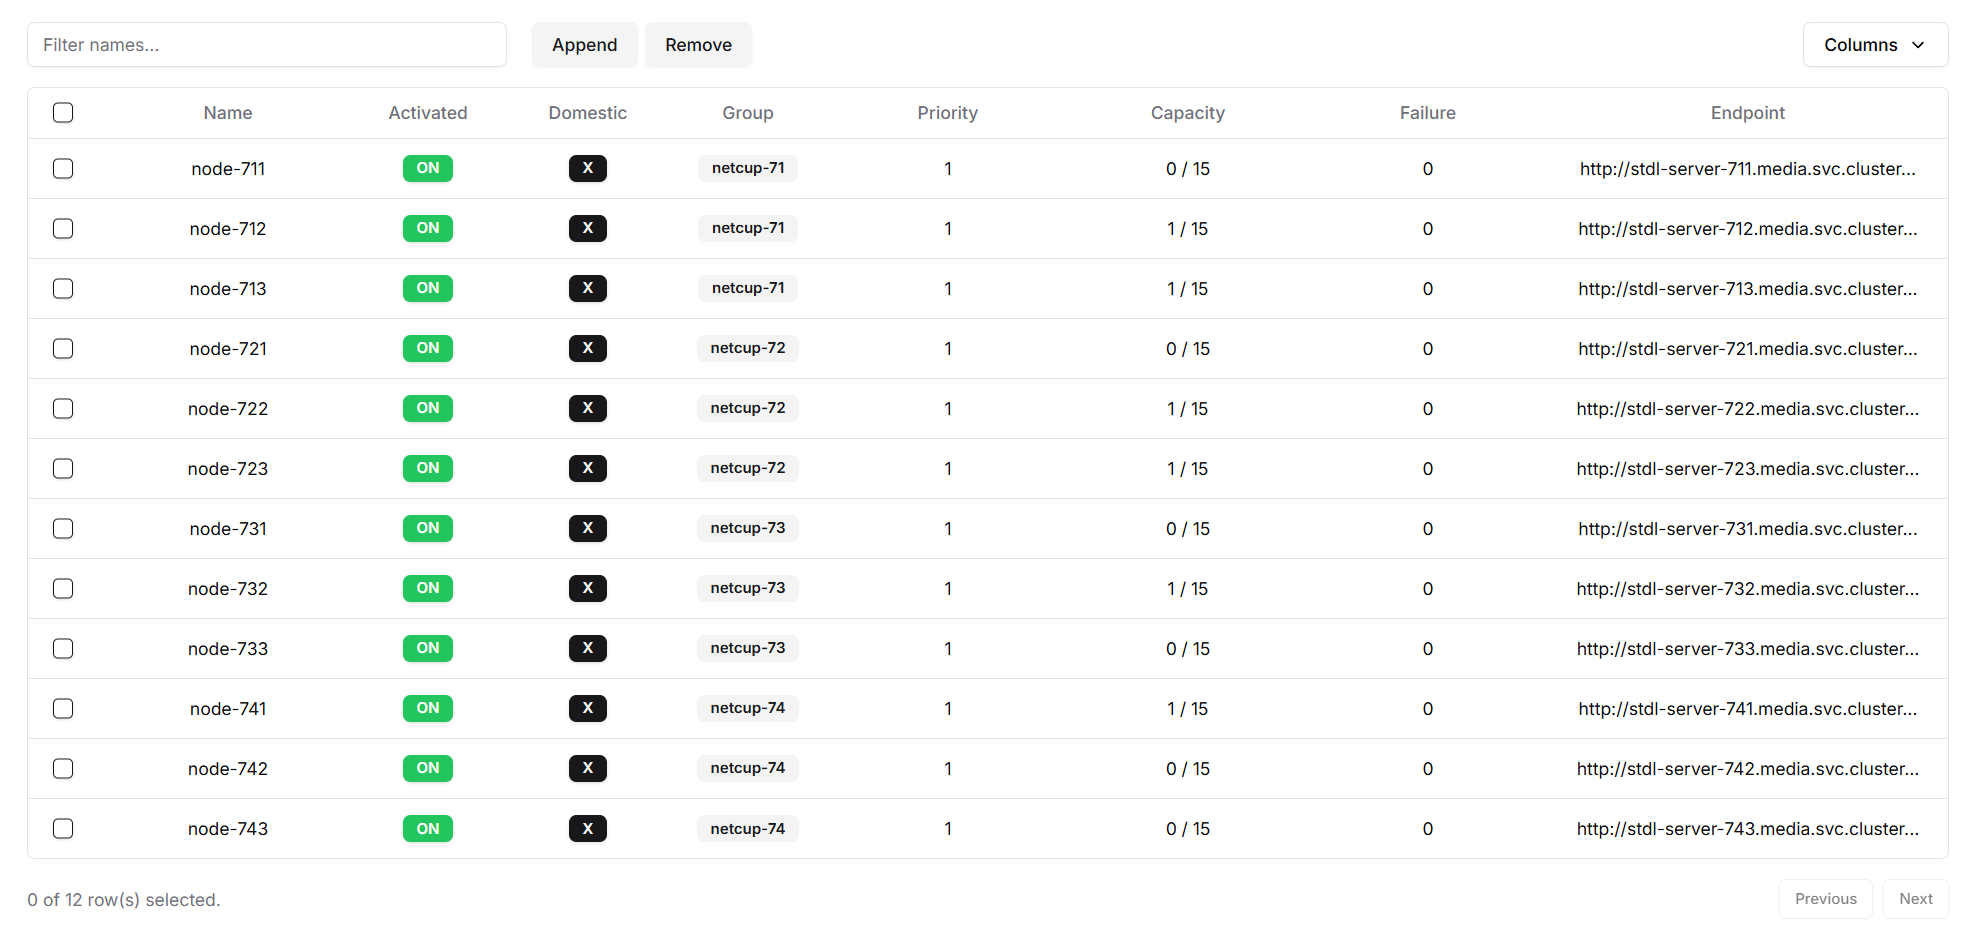 Filter names... Append Remove Columns
Name Activated Domestic Group Priority Capacity Failure Endpoint
node-711 ON X netcup-71 1 0 / 15 0 http://stdl-server-711.media.svc.cluster...
node-712 ON X netcup-71 1 1 / 15 0 http://stdl-server-712.media.svc.cluster...
node-713 ON X netcup-71 1 1 / 15 0 http://stdl-server-713.media.svc.cluster...
node-721 ON X netcup-72 1 0 / 15 0 http://stdl-server-721.media.svc.cluster...
node-722 ON X netcup-72 1 1 / 15 0 http://stdl-server-722.media.svc.cluster...
node-723 ON X netcup-72 1 1 / 15 0 http://stdl-server-723.media.svc.cluster...
node-731 ON X netcup-73 1 0 / 15 0 http://stdl-server-731.media.svc.cluster...
node-732 ON X netcup-73 1 1 / 15 0 http://stdl-server-732.media.svc.cluster...
node-733 ON X netcup-73 1 0 / 15 0 http://stdl-server-733.media.svc.cluster...
node-741 ON X netcup-74 1 1 / 15 0 http://stdl-server-741.media.svc.cluster...
node-742 ON X netcup-74 1 0 / 15 0 http://stdl-server-742.media.svc.cluster...
node-743 ON X netcup-74 1 0 / 15 0 http://stdl-server-743.media.svc.cluster...
0 of 12 row(s) selected. Previous Next